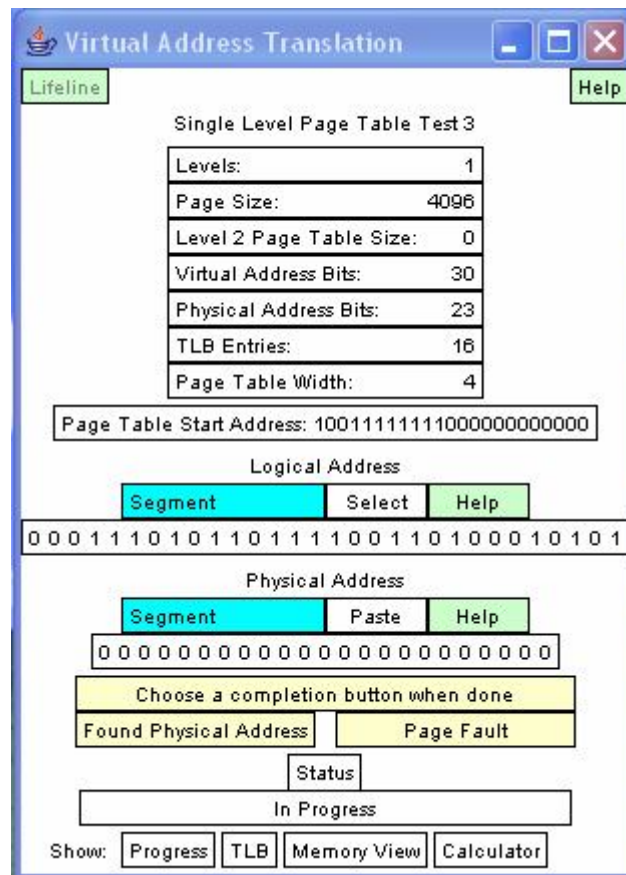 Virtual Address Translation
Lifeline
Help
Single Level Page Table Test 3
Levels: 1
Page Size: 4096
Level 2 Page Table Size: 0
Virtual Address Bits: 30
Physical Address Bits: 23
TLB Entries: 16
Page Table Width: 4
Page Table Start Address: 10011111111000000000000
Logical Address
Segment Select Help
0 0 0 1 1 1 0 1 0 1 1 0 1 1 1 1 0 0 1 1 0 1 0 0 0 1 0 1 0 1
Physical Address
Segment Paste Help
0 0 0 0 0 0 0 0 0 0 0 0 0 0 0 0 0 0 0 0 0 0 0
Choose a completion button when done
Found Physical Address Page Fault
Status
In Progress
Show: Progress TLB Memory View Calculator